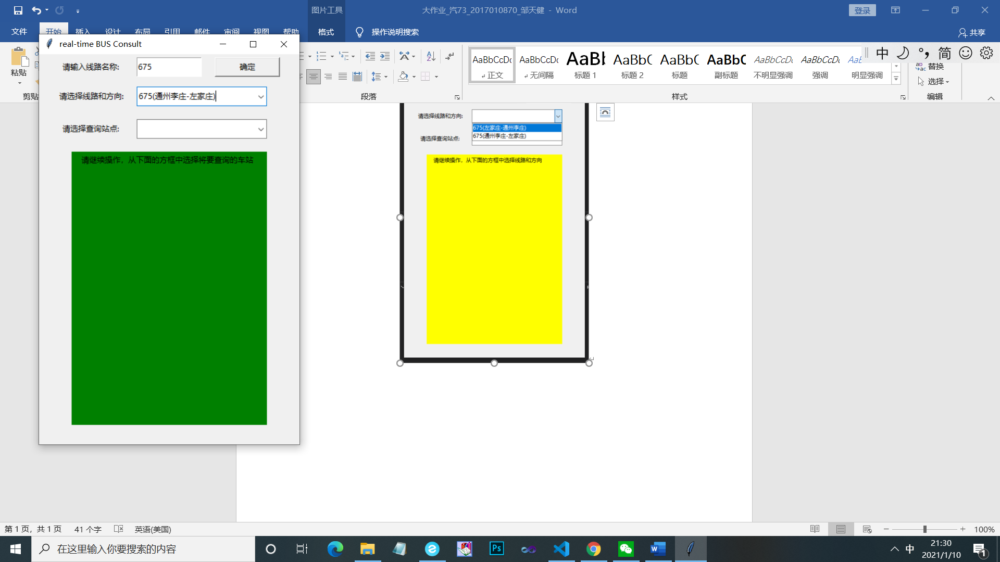 图片工具
大作业_汽73_2017010870_邹天健 - Word
登录
文件
开始
插入
设计
布局
引用
邮件
审阅
视图
帮助
格式
操作说明搜索
共享
real-time BUS Consult
请输入线路名称:
675
确定
请选择线路和方向:
675(通州李庄-左家庄)
请选择查询站点:
请继续操作，从下面的方框中选择将要查询的车站
粘贴
剪贴
段落
AaBbCcDc
正文
AaBbCcDc
无间隔
AaBb
标题 1
AaBbC
标题 2
AaBbC
标题
AaBbC
副标题
AaBbCcDc
不明显强调
AaBbCcDc
强调
AaBb
明显强调
样式
中
简
替换
选择
编辑
请选择线路和方向:
675(左家庄-通州李庄)
675(通州李庄-左家庄)
请选择查询站点:
请继续操作，从下面的方框中选择线路和方向
第 1 页，共 1 页
41 个字
英语(美国)
100%
在这里输入你要搜索的内容
Ps
中
21:30
2021/1/10
1